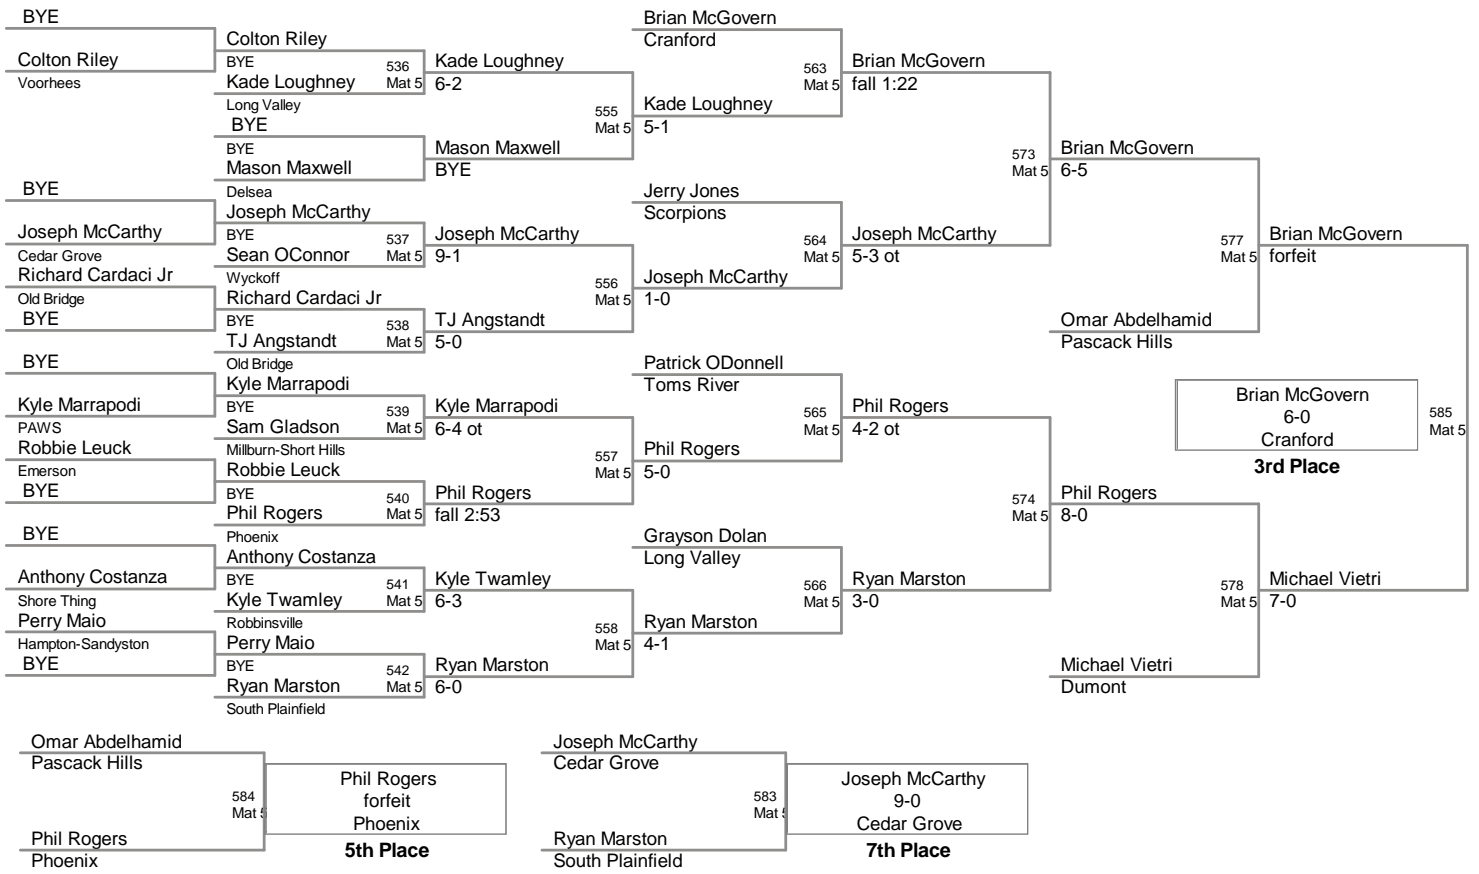 BYE
Colton Riley
Voorhees
BYE
Joseph McCarthy
Cedar Grove
Richard Cardaci Jr
Old Bridge
BYE
BYE
Kyle Marrapodi
PAWS
Robbie Leuck
Emerson
BYE
BYE
Anthony Costanza
Shore Thing
Perry Maio
Hampton-Sandyston
BYE
Colton Riley
BYE
Kade Loughney
Long Valley
BYE
BYE
Mason Maxwell
Delsea
Joseph McCarthy
BYE
Sean OConnor
Wyckoff
Richard Cardaci Jr
BYE
TJ Angstandt
Old Bridge
Kyle Marrapodi
BYE
Sam Gladson
Millburn-Short Hills
Robbie Leuck
BYE
Phil Rogers
Phoenix
Anthony Costanza
BYE
Kyle Twamley
Robbinsville
Perry Maio
BYE
Ryan Marston
South Plainfield
536
Mat 5
537
Mat 5
538
Mat 5
539
Mat 5
540
Mat 5
541
Mat 5
542
Mat 5
Kade Loughney
6-2
Mason Maxwell
BYE
Joseph McCarthy
9-1
TJ Angstandt
5-0
Kyle Marrapodi
6-4 ot
Phil Rogers
fall 2:53
Kyle Twamley
6-3
Ryan Marston
6-0
555
Mat 5
556
Mat 5
557
Mat 5
558
Mat 5
Brian McGovern
Cranford
Kade Loughney
5-1
Jerry Jones
Scorpions
Joseph McCarthy
1-0
Patrick ODonnell
Toms River
Phil Rogers
5-0
Grayson Dolan
Long Valley
Ryan Marston
4-1
563
Mat 5
564
Mat 5
565
Mat 5
566
Mat 5
Brian McGovern
fall 1:22
Joseph McCarthy
5-3 ot
Phil Rogers
4-2 ot
Ryan Marston
3-0
573
Mat 5
574
Mat 5
Brian McGovern
6-5
Omar Abdelhamid
Pascack Hills
Phil Rogers
8-0
Michael Vietri
Dumont
577
Mat 5
578
Mat 5
Brian McGovern
forfeit
Michael Vietri
7-0
Brian McGovern
6-0
Cranford
3rd Place
585
Mat 5
Omar Abdelhamid
Pascack Hills
584
Mat 5
Phil Rogers
Phoenix
Phil Rogers
forfeit
Phoenix
5th Place
Joseph McCarthy
Cedar Grove
583
Mat 5
Ryan Marston
South Plainfield
Joseph McCarthy
9-0
Cedar Grove
7th Place